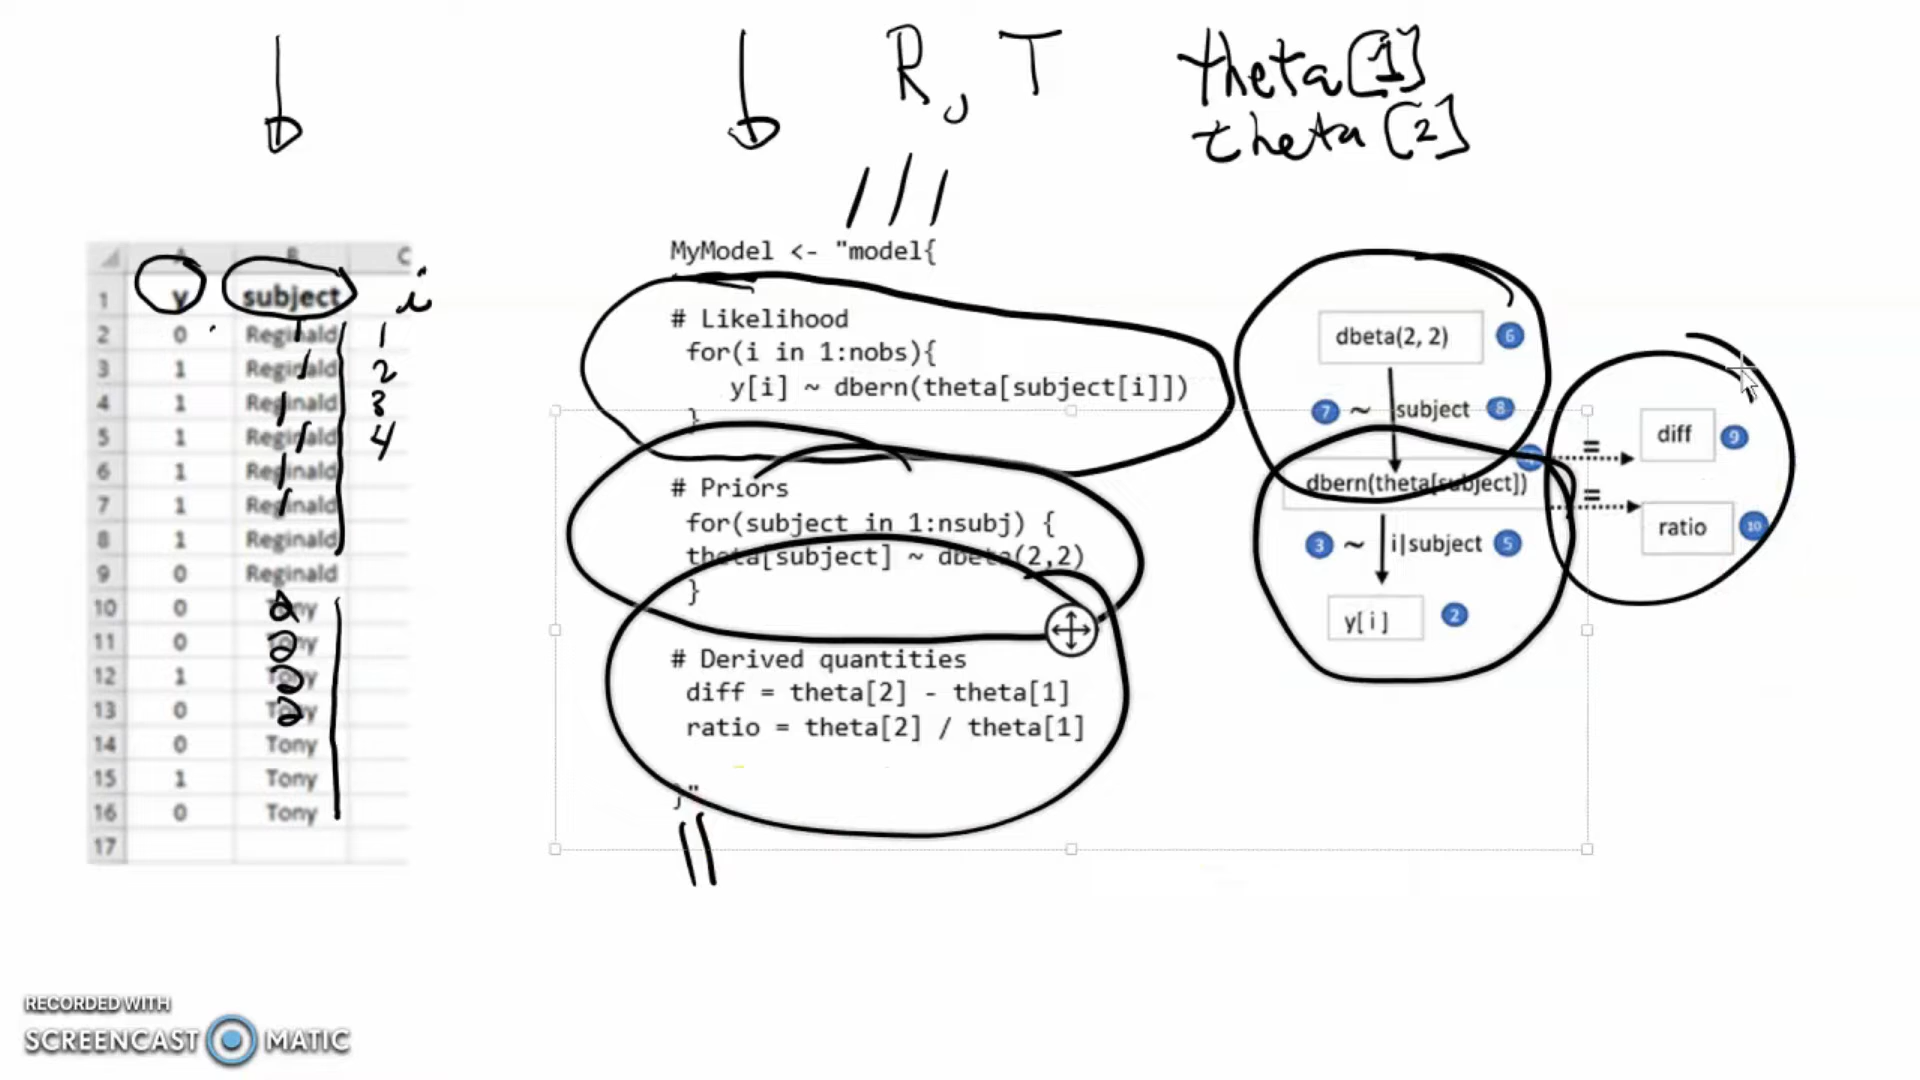 R, T
theta[1]
theta[2]
A B C
1 y subject i
2 0 Reginald 1
3 1 Reginald 2
4 1 Reginald 3
5 1 Reginald 4
6 1 Reginald
7 1 Reginald
8 1 Reginald
9 0 Reginald
10 0 Tony
11 0 Tony
12 1 Tony
13 0 Tony
14 0 Tony
15 1 Tony
16 0 Tony
17
MyModel <- "model{
# Likelihood
for(i in 1:nobs){
y[i] ~ dbern(theta[subject[i]])
}
# Priors
for(subject in 1:nsubj) {
theta[subject] ~ dbeta(2,2)
}
# Derived quantities
diff = theta[2] - theta[1]
ratio = theta[2] / theta[1]
}"
dbeta(2, 2) 6
7 ~ subject 8
dbern(theta[subject])
3 ~ i|subject 5
y[ i ] 2
= diff 9
= ratio 10
RECORDED WITH
SCREENCAST MATIC